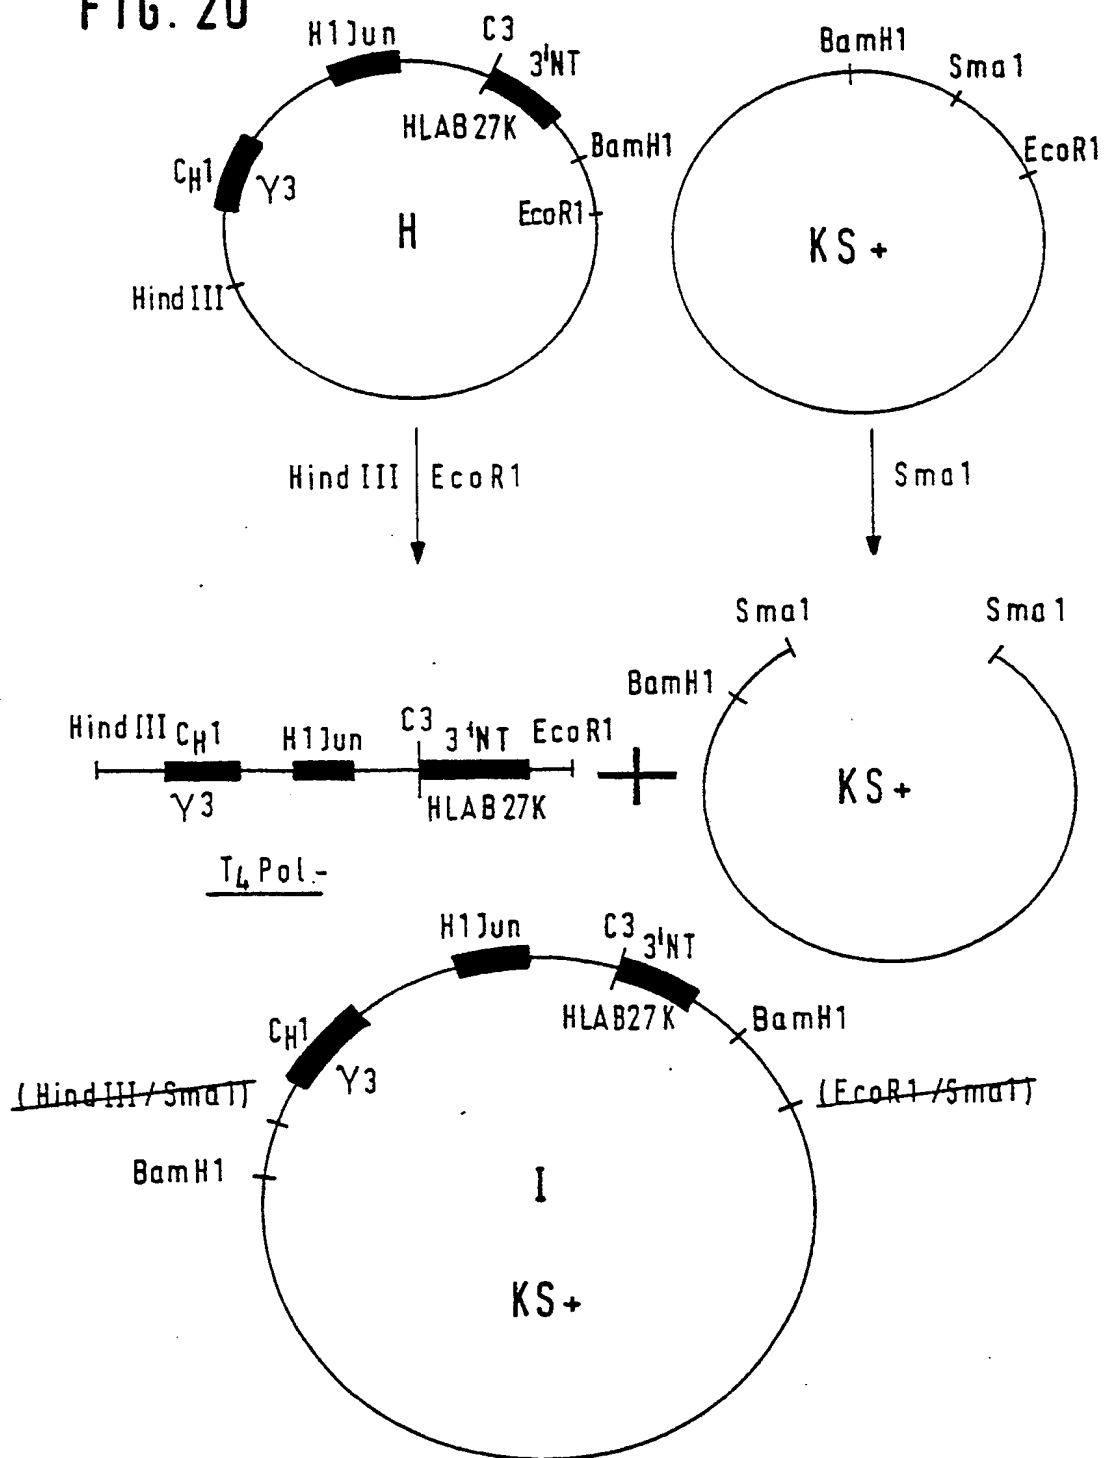 FIG. 20
H1Jun
C3
3'NT
HLAB27K
BamH1
EcoR1
CH1
γ3
H
HindIII
BamH1
Sma1
EcoR1
KS+
HindIII EcoR1
Sma1
HindIII
CH1
γ3
H1Jun
C3
3'NT
HLAB27K
EcoR1
+
Sma1
Sma1
BamH1
KS+
T4 Pol.-
H1Jun
C3
3'NT
HLAB27K
BamH1
CH1
γ3
(HindIII/Sma1)
(EcoR1/Sma1)
BamH1
I
KS+